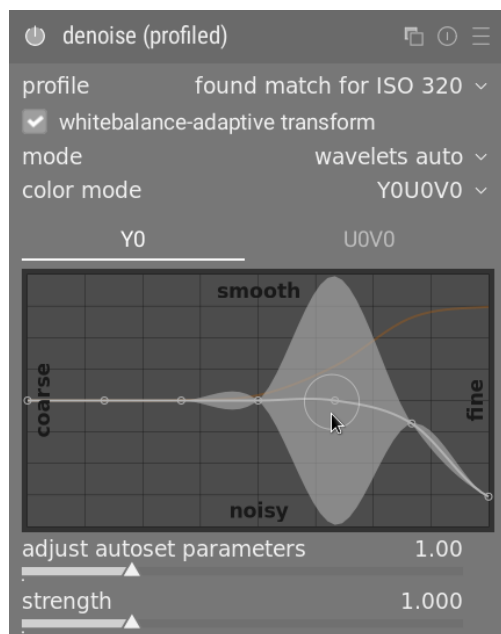 denoise (profiled)
profile found match for ISO 320
whitebalance-adaptive transform
mode wavelets auto
color mode Y0U0V0
Y0 U0V0
smooth
coarse
fine
noisy
adjust autoset parameters 1.00
strength 1.000